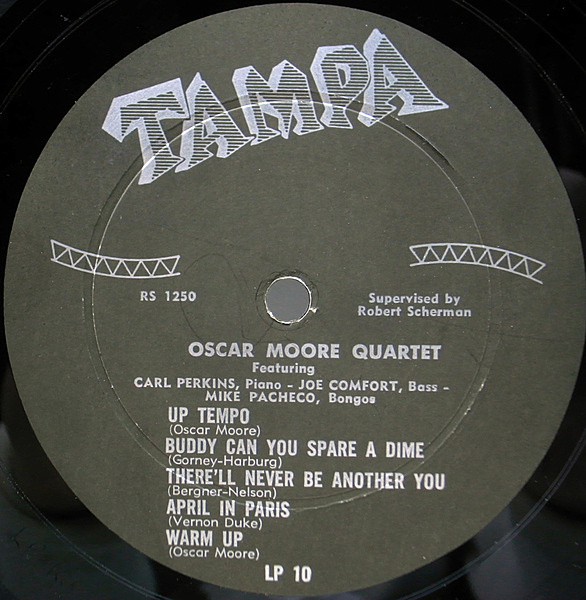 TAMPA
RS 1250
Supervised by
Robert Scherman
OSCAR MOORE QUARTET
Featuring
CARL PERKINS, Piano - JOE COMFORT, Bass -
MIKE PACHECO, Bongos
UP TEMPO
(Oscar Moore)
BUDDY CAN YOU SPARE A DIME
(Gorney-Harburg)
THERE'LL NEVER BE ANOTHER YOU
(Bergner-Nelson)
APRIL IN PARIS
(Vernon Duke)
WARM UP
(Oscar Moore)
LP 10